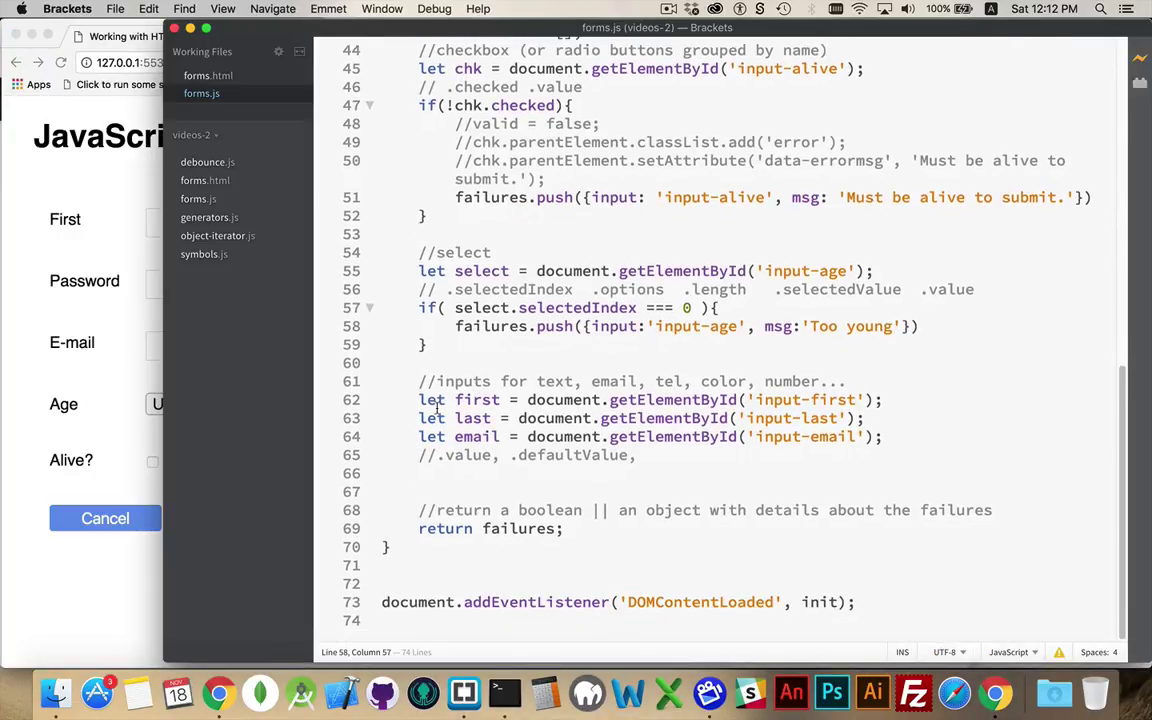 Brackets File Edit Find View Navigate Emmet Window Debug Help 100% Sat 12:12 PM
Working with HT
127.0.0.1:553
Apps Click to run some s
JavaScri
First
Password
E-mail
Age
U
Alive?
Cancel
forms.js (videos-2) — Brackets
Working Files
forms.html
forms.js
videos-2
debounce.js
forms.html
forms.js
generators.js
object-iterator.js
symbols.js
44 //checkbox (or radio buttons grouped by name)
45 let chk = document.getElementById('input-alive');
46 // .checked .value
47 if(!chk.checked){
48 //valid = false;
49 //chk.parentElement.classList.add('error');
50 //chk.parentElement.setAttribute('data-errormsg', 'Must be alive to
submit.');
51 failures.push({input: 'input-alive', msg: 'Must be alive to submit.'})
52 }
53
54 //select
55 let select = document.getElementById('input-age');
56 // .selectedIndex .options .length .selectedValue .value
57 if( select.selectedIndex === 0 ){
58 failures.push({input:'input-age', msg:'Too young'})
59 }
60
61 //inputs for text, email, tel, color, number...
62 let first = document.getElementById('input-first');
63 let last = document.getElementById('input-last');
64 let email = document.getElementById('input-email');
65 //.value, .defaultValue,
66
67
68 //return a boolean || an object with details about the failures
69 return failures;
70 }
71
72
73 document.addEventListener('DOMContentLoaded', init);
74
Line 58, Column 57 — 74 Lines
INS UTF-8 JavaScript Spaces: 4
3
NOV
18
W
X
S
An
Ps
Ai
Fz